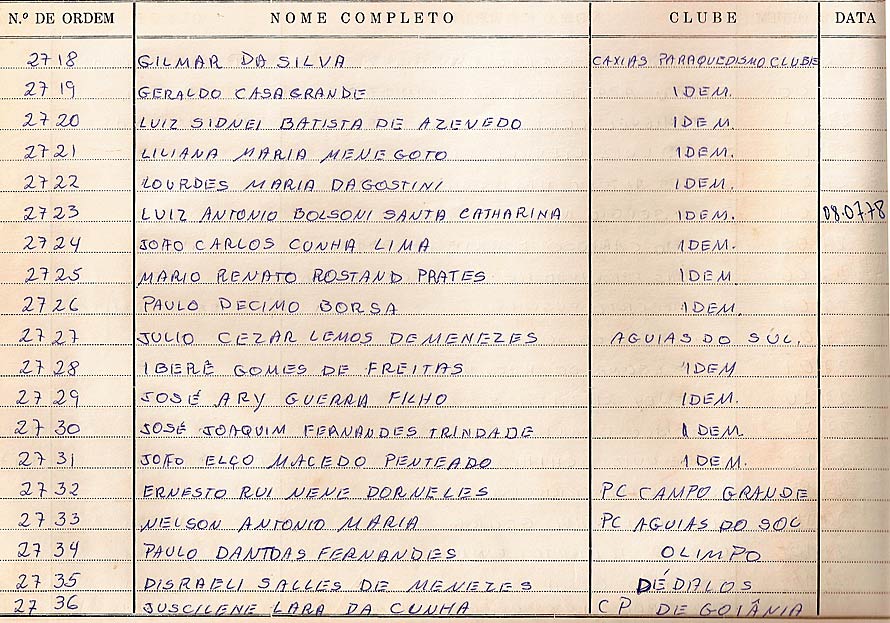 N.º DE ORDEM NOME COMPLETO CLUBE DATA
2718 GILMAR DA SILVA CAXIAS PARAQUEDISMO CLUBE
2719 GERALDO CASAGRANDE IDEM.
2720 LUIZ SIDNEI BATISTA DE AZEVEDO IDEM
2721 LILIANA MARIA MENEGOTO IDEM.
2722 LOURDES MARIA DAGOSTINI IDEM.
2723 LUIZ ANTONIO BOLSONI SANTA CATHARINA IDEM. 08.07.78
2724 JOÃO CARLOS CUNHA LIMA IDEM.
2725 MARIO RENATO ROSTAND PRATES IDEM
2726 PAULO DECIMO BORSA IDEM
2727 JULIO CEZAR LEMOS DE MENEZES AGUIAS DO SUL.
2728 IBERÊ GOMES DE FREITAS IDEM
2729 JOSÉ ARY GUERRA FILHO IDEM.
2730 JOSÉ JOAQUIM FERNANDES TRINDADE IDEM
2731 JOÃO ELÇO MACEDO PENTEADO IDEM.
2732 ERNESTO RUI NENE DORNELES PC CAMPO GRANDE
2733 NELSON ANTONIO MARIA PC AGUIAS DO SOL
2734 PAULO DANTDAS FERNANDES OLIMPO
2735 DISRAELI SALLES DE MENEZES DÉDALOS
2736 JUSCILENE LARA DA CUNHA CP DE GOIÂNIA